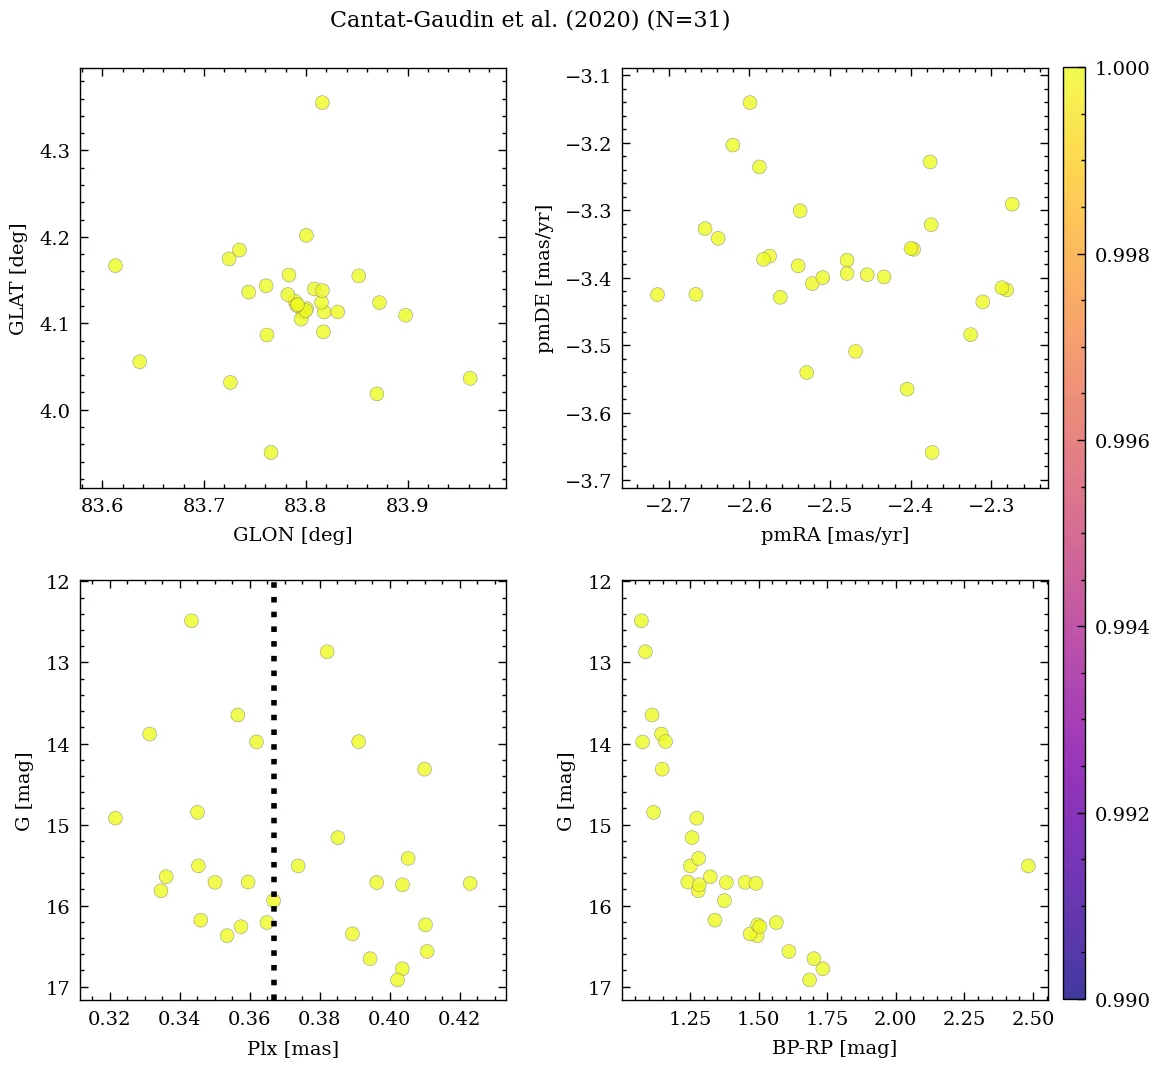 Cantat-Gaudin et al. (2020) (N=31)
4.3
4.2
4.1
4.0
GLAT [deg]
83.6 83.7 83.8 83.9
GLON [deg]
−3.1
−3.2
−3.3
−3.4
−3.5
−3.6
−3.7
pmDE [mas/yr]
−2.7 −2.6 −2.5 −2.4 −2.3
pmRA [mas/yr]
1.000
0.998
0.996
0.994
0.992
0.990
12
13
14
15
16
17
G [mag]
0.32 0.34 0.36 0.38 0.40 0.42
Plx [mas]
12
13
14
15
16
17
G [mag]
1.25 1.50 1.75 2.00 2.25 2.50
BP-RP [mag]